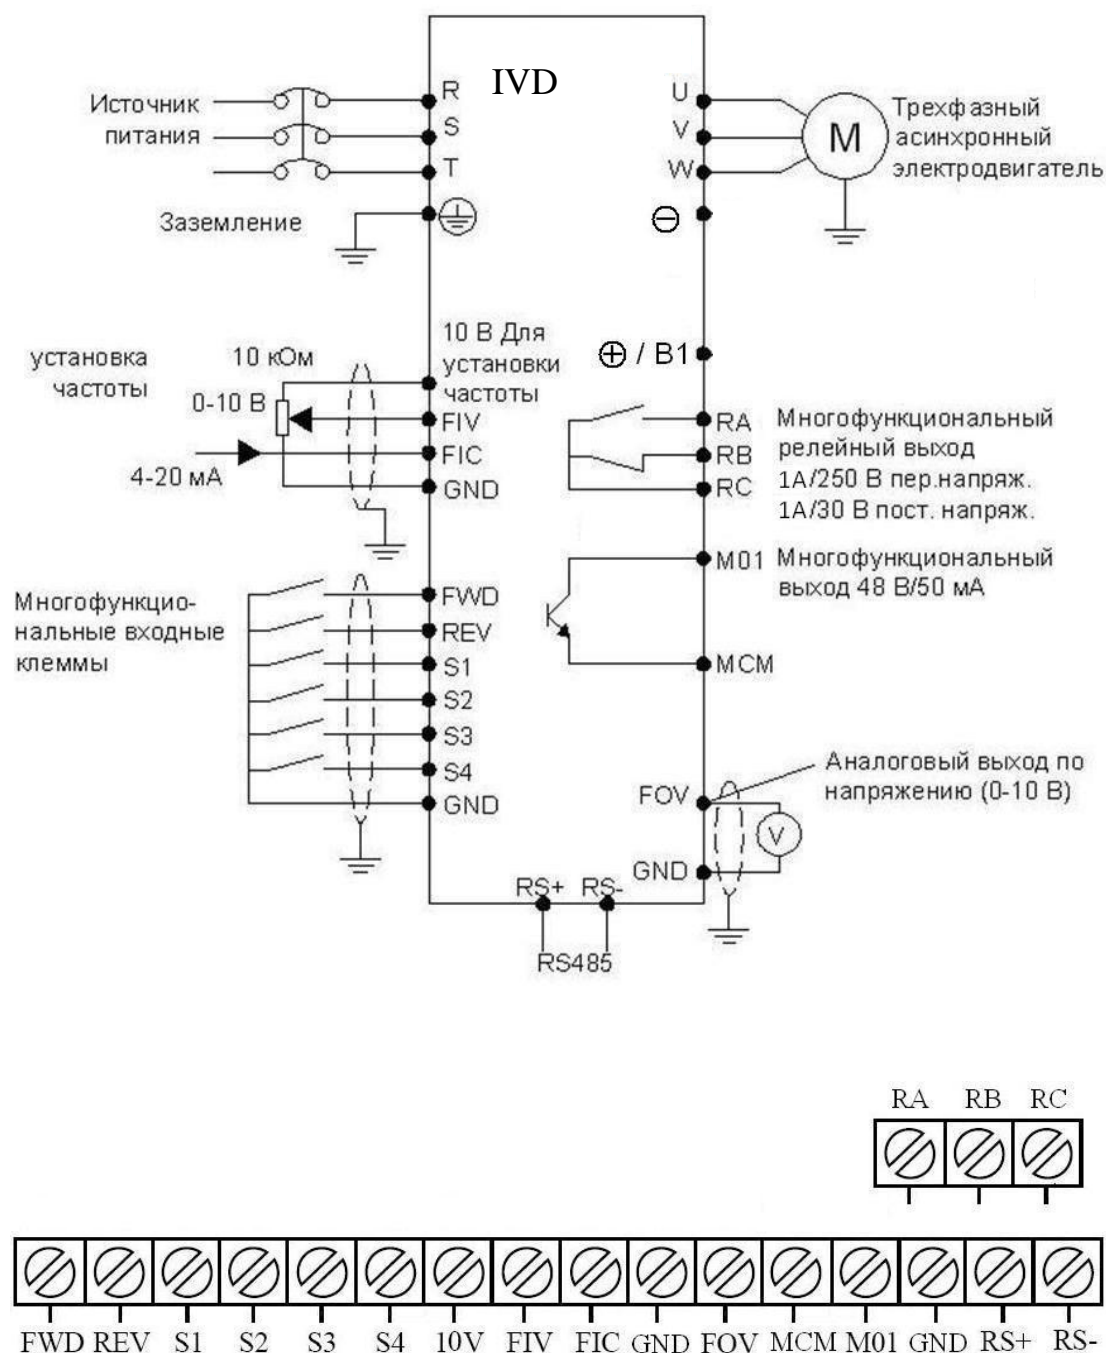 IVD
Источник
питания
R
S
T
U
V
W
M
Трехфазный
асинхронный
электродвигатель
Заземление
установка
частоты
10 кОм
0-10 В
4-20 мА
10 В Для
установки
частоты
FIV
FIC
GND
/ B1
RA
RB
RC
Многофункциональный
релейный выход
1А/250 В пер.напряж.
1А/30 В пост. напряж.
M01
Многофункциональный
выход 48 В/50 мА
MCM
Многофункцио-
нальные входные
клеммы
FWD
REV
S1
S2
S3
S4
GND
FOV
Аналоговый выход по
напряжению (0-10 В)
V
GND
RS+ RS-
RS485
RA RB RC
FWD REV S1 S2 S3 S4 10V FIV FIC GND FOV MCM M01 GND RS+ RS-